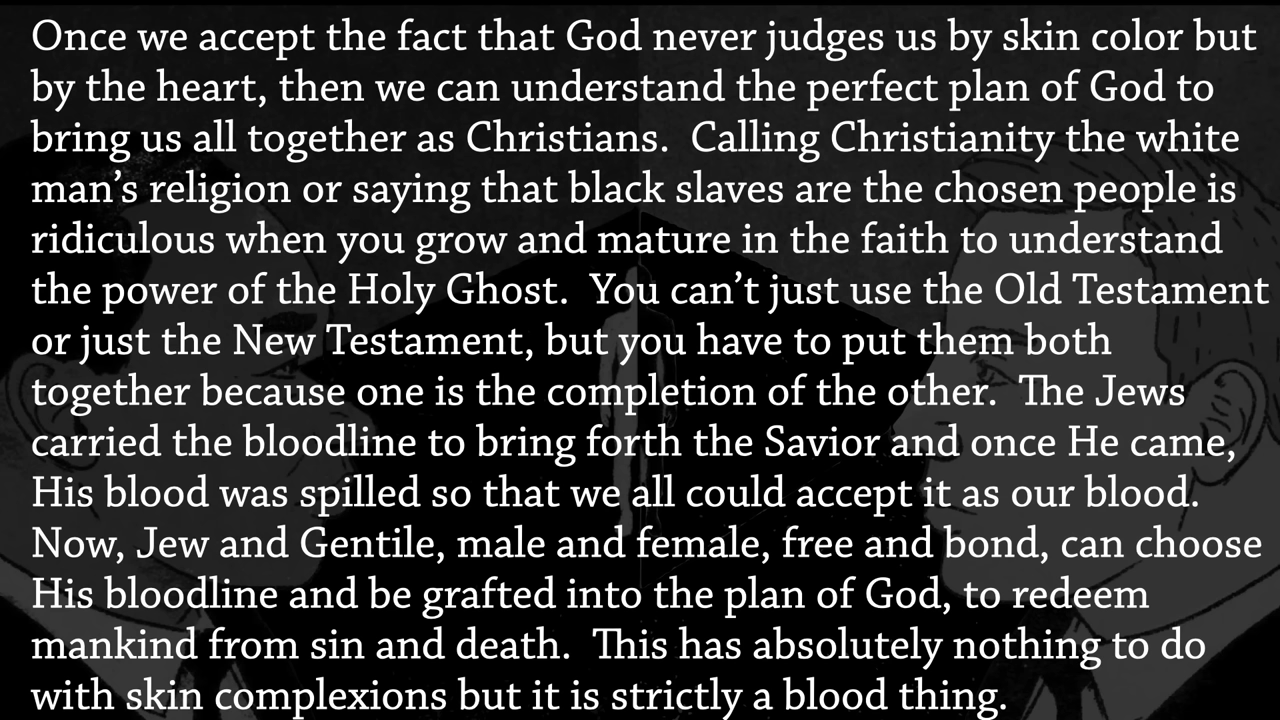 Once we accept the fact that God never judges us by skin color but
by the heart, then we can understand the perfect plan of God to
bring us all together as Christians.  Calling Christianity the white
man’s religion or saying that black slaves are the chosen people is
ridiculous when you grow and mature in the faith to understand
the power of the Holy Ghost.  You can’t just use the Old Testament
or just the New Testament, but you have to put them both
together because one is the completion of the other.  The Jews
carried the bloodline to bring forth the Savior and once He came,
His blood was spilled so that we all could accept it as our blood.
Now, Jew and Gentile, male and female, free and bond, can choose
His bloodline and be grafted into the plan of God, to redeem
mankind from sin and death.  This has absolutely nothing to do
with skin complexions but it is strictly a blood thing.